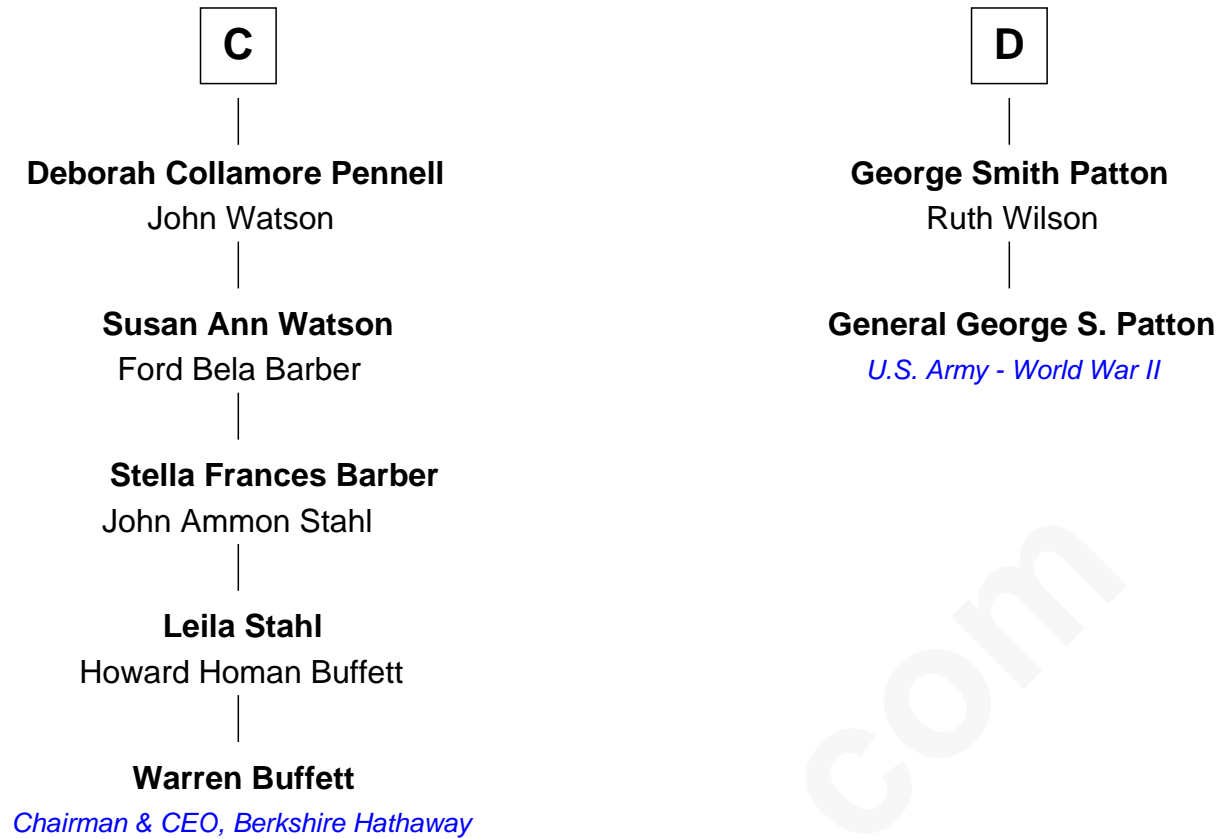 C
Deborah Collamore Pennell
John Watson
Susan Ann Watson
Ford Bela Barber
Stella Frances Barber
John Ammon Stahl
Leila Stahl
Howard Homan Buffett
Warren Buffett
Chairman & CEO, Berkshire Hathaway
D
George Smith Patton
Ruth Wilson
General George S. Patton
U.S. Army - World War II
com